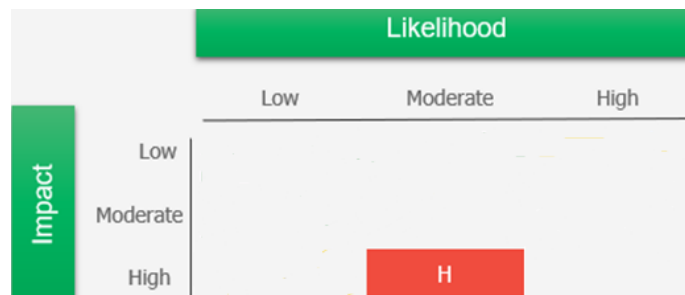 Likelihood
Low Moderate High
Impact
Low
Moderate
High H